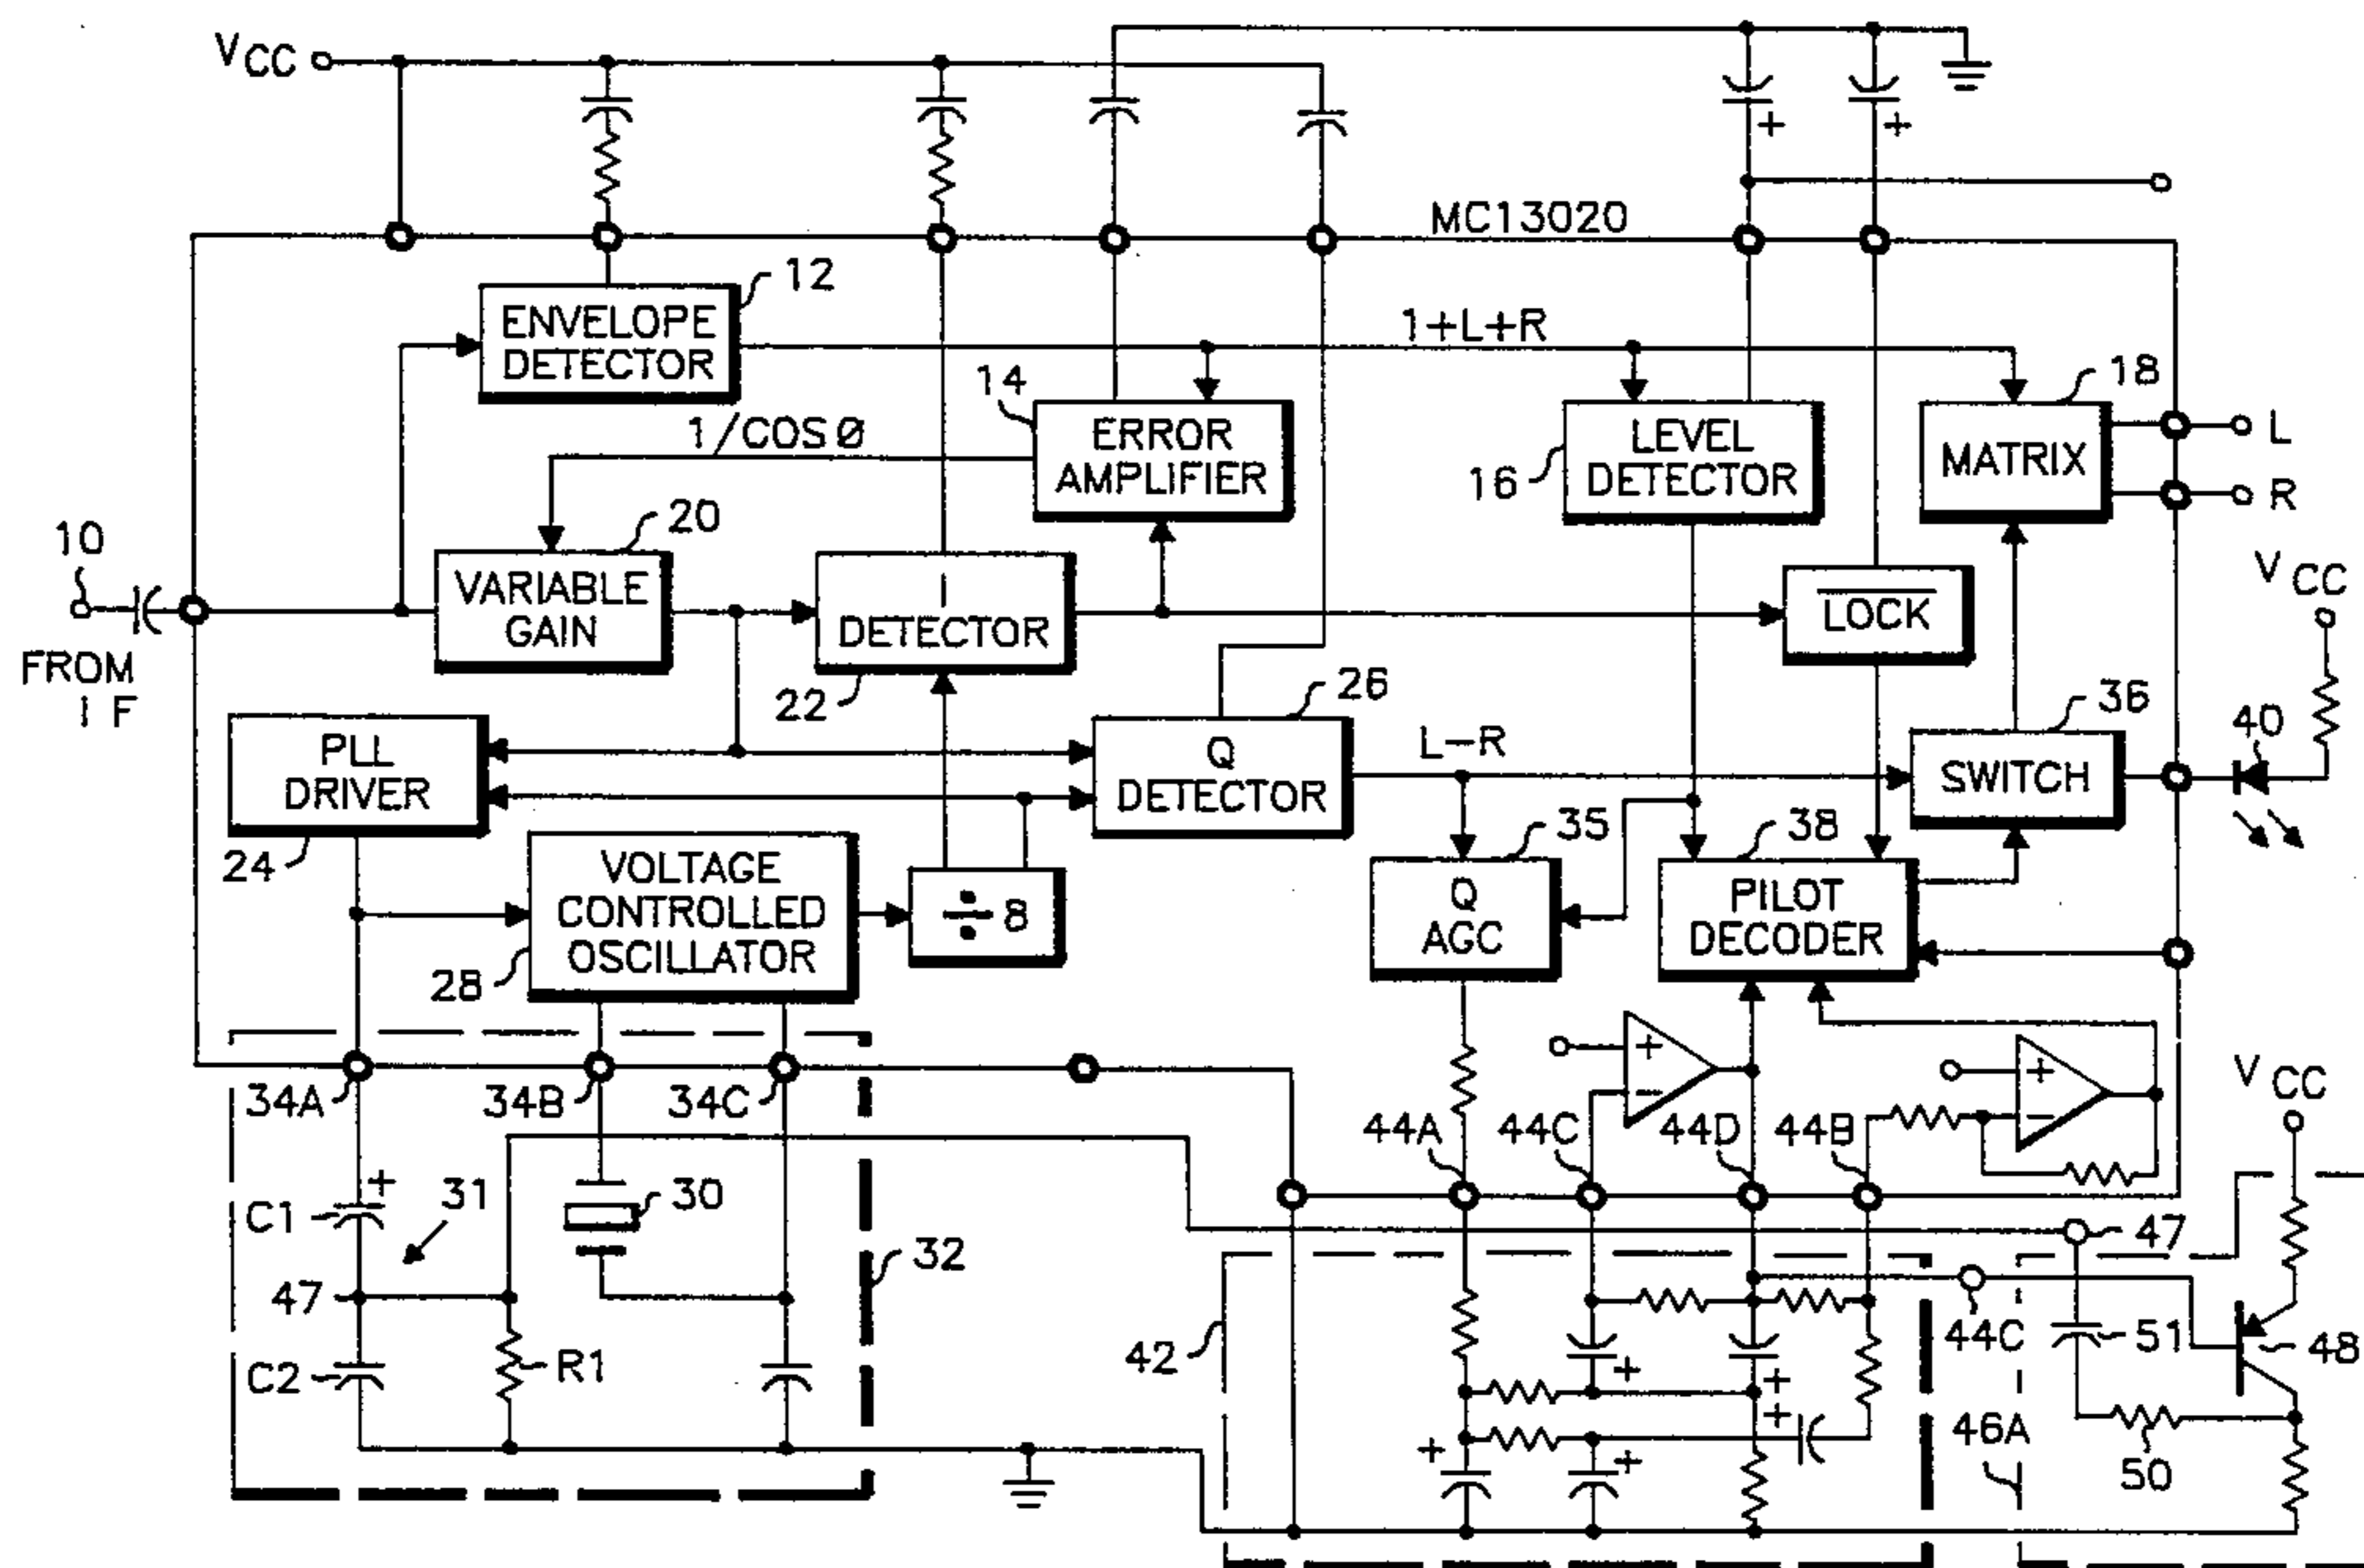 VCC
+
+
MC13020
12
ENVELOPE
DETECTOR
1+L+R
14
18
1/COSØ
ERROR
AMPLIFIER
LEVEL
DETECTOR
16
MATRIX
L
R
10
20
VCC
VARIABLE
GAIN
I
DETECTOR
LOCK
FROM
IF
22
26
36
40
PLL
DRIVER
Q
DETECTOR
L-R
SWITCH
24
35
38
VOLTAGE
CONTROLLED
OSCILLATOR
÷8
Q
AGC
PILOT
DECODER
28
+
-
+
-
VCC
34A
34B
34C
44A
44C
44D
44B
+
C1
31
30
32
47
47
42
44C
51
48
C2
R1
+
+
+
+
+
46A
50